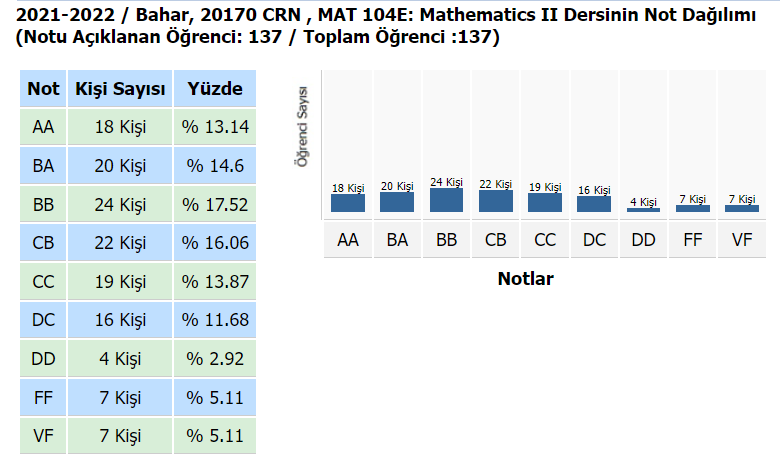 2021-2022 / Bahar, 20170 CRN , MAT 104E: Mathematics II Dersinin Not Dağılımı
(Notu Açıklanan Öğrenci: 137 / Toplam Öğrenci :137)
Not Kişi Sayısı Yüzde
AA 18 Kişi % 13.14
BA 20 Kişi % 14.6
BB 24 Kişi % 17.52
CB 22 Kişi % 16.06
CC 19 Kişi % 13.87
DC 16 Kişi % 11.68
DD 4 Kişi % 2.92
FF 7 Kişi % 5.11
VF 7 Kişi % 5.11
Öğrenci Sayısı
18 Kişi 20 Kişi 24 Kişi 22 Kişi 19 Kişi 16 Kişi 4 Kişi 7 Kişi 7 Kişi
AA BA BB CB CC DC DD FF VF
Notlar